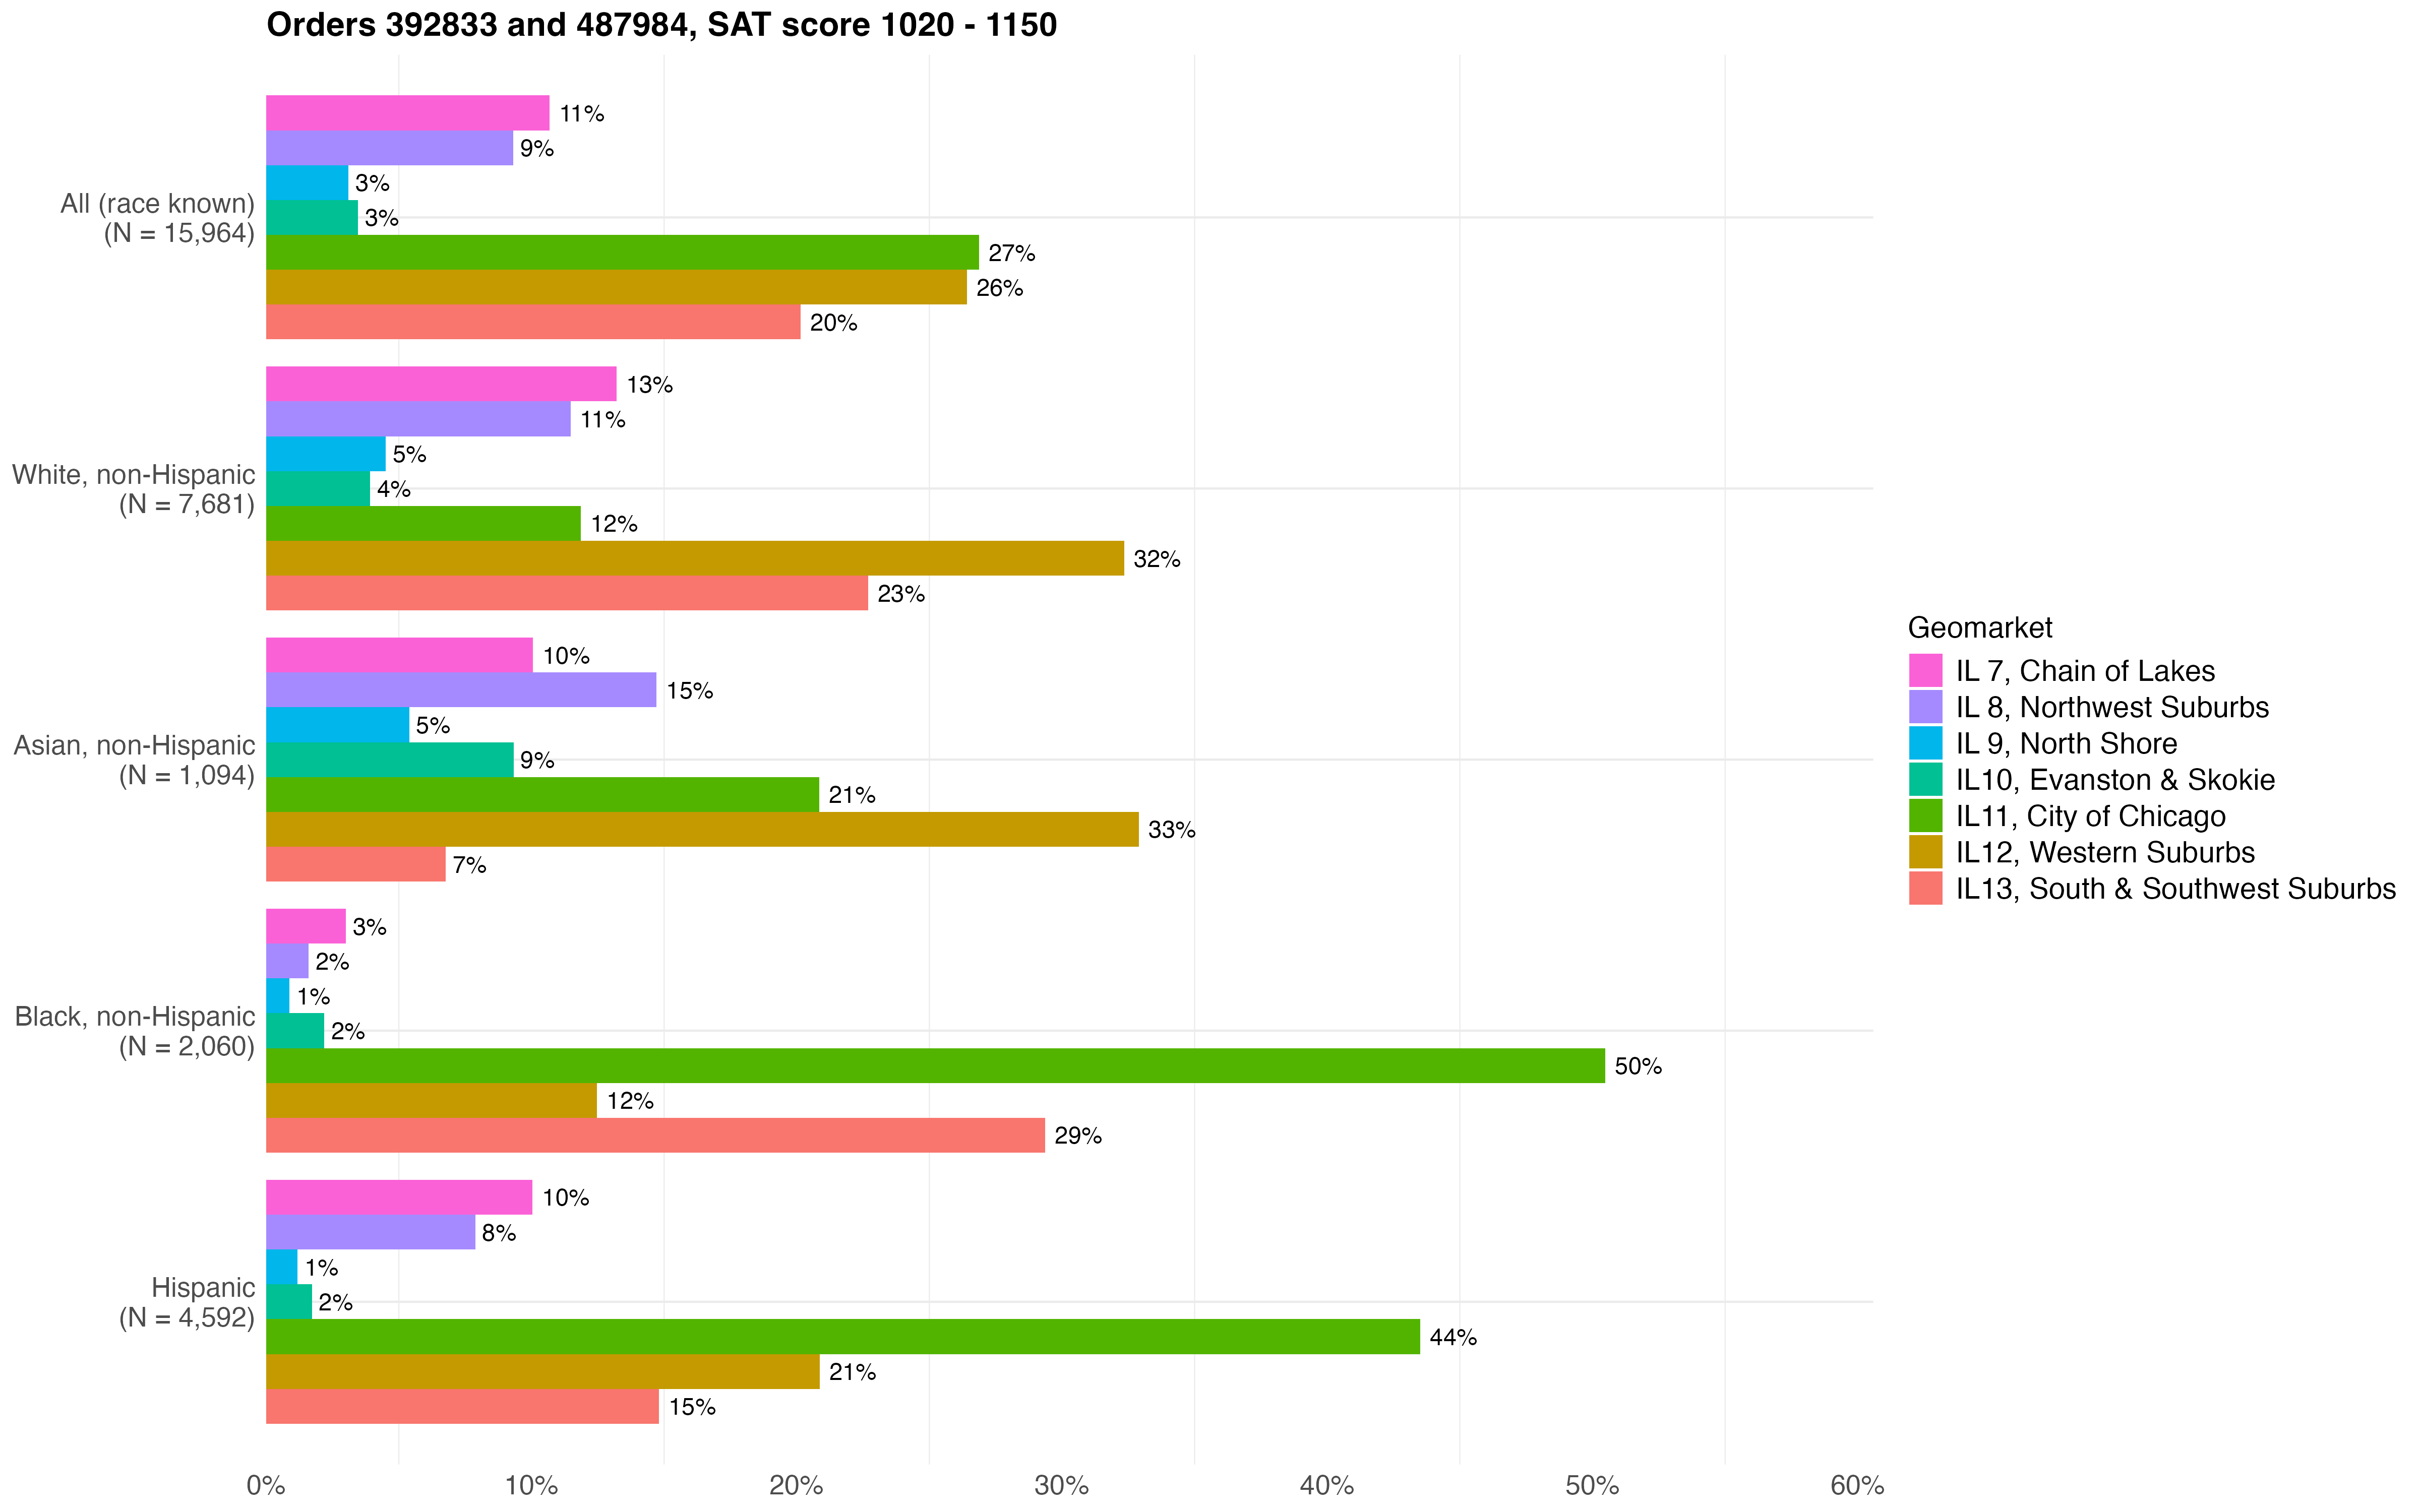 Orders 392833 and 487984, SAT score 1020 - 1150
All (race known)
(N = 15,964)
11%
9%
3%
3%
27%
26%
20%
White, non-Hispanic
(N = 7,681)
13%
11%
5%
4%
12%
32%
23%
Asian, non-Hispanic
(N = 1,094)
10%
15%
5%
9%
21%
33%
7%
Black, non-Hispanic
(N = 2,060)
3%
2%
1%
2%
50%
12%
29%
Hispanic
(N = 4,592)
10%
8%
1%
2%
44%
21%
15%
0% 10% 20% 30% 40% 50% 60%
Geomarket
IL 7, Chain of Lakes
IL 8, Northwest Suburbs
IL 9, North Shore
IL10, Evanston & Skokie
IL11, City of Chicago
IL12, Western Suburbs
IL13, South & Southwest Suburbs